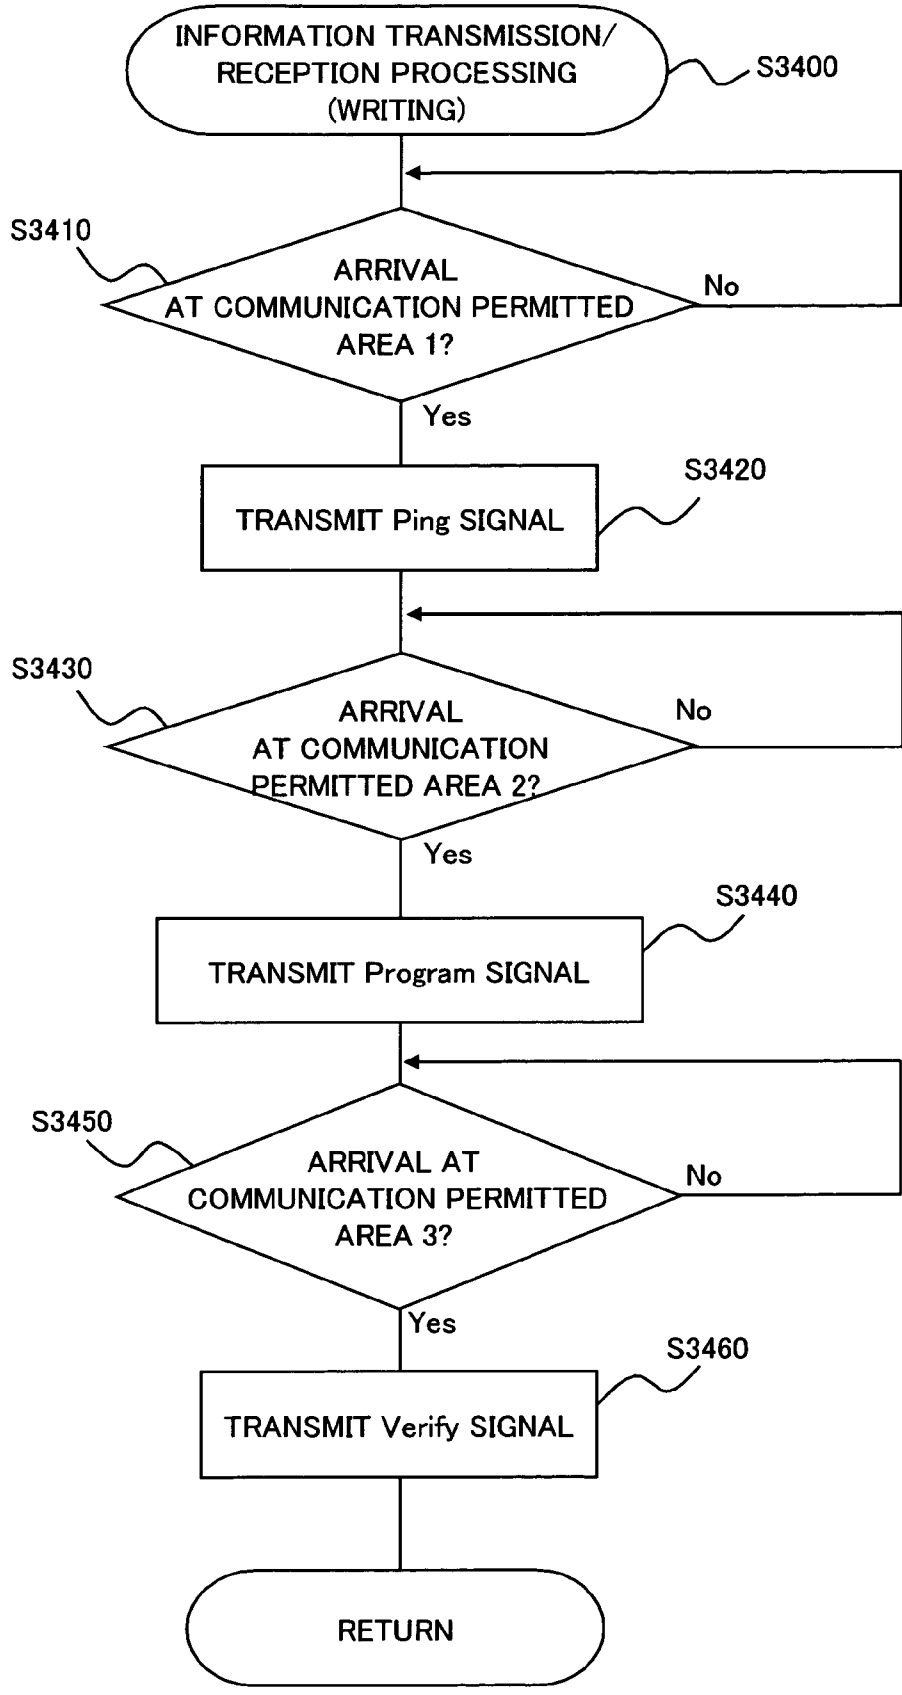 INFORMATION TRANSMISSION/
RECEPTION PROCESSING
(WRITING)
S3400
S3410
ARRIVAL
AT COMMUNICATION PERMITTED
AREA 1?
No
Yes
S3420
TRANSMIT Ping SIGNAL
S3430
ARRIVAL
AT COMMUNICATION
PERMITTED AREA 2?
No
Yes
S3440
TRANSMIT Program SIGNAL
S3450
ARRIVAL AT
COMMUNICATION PERMITTED
AREA 3?
No
Yes
S3460
TRANSMIT Verify SIGNAL
RETURN